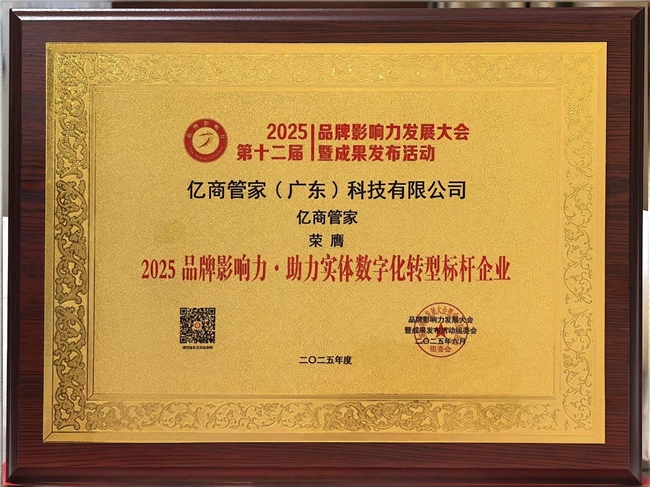 2025 品牌影响力发展大会
第十二届 暨成果发布活动
亿商管家（广东）科技有限公司
亿商管家
荣膺
2025 品牌影响力·助力实体数字化转型标杆企业
品牌影响力发展大会
暨成果发布活动组委会
二〇二五年六月
组委会
二〇二五年度